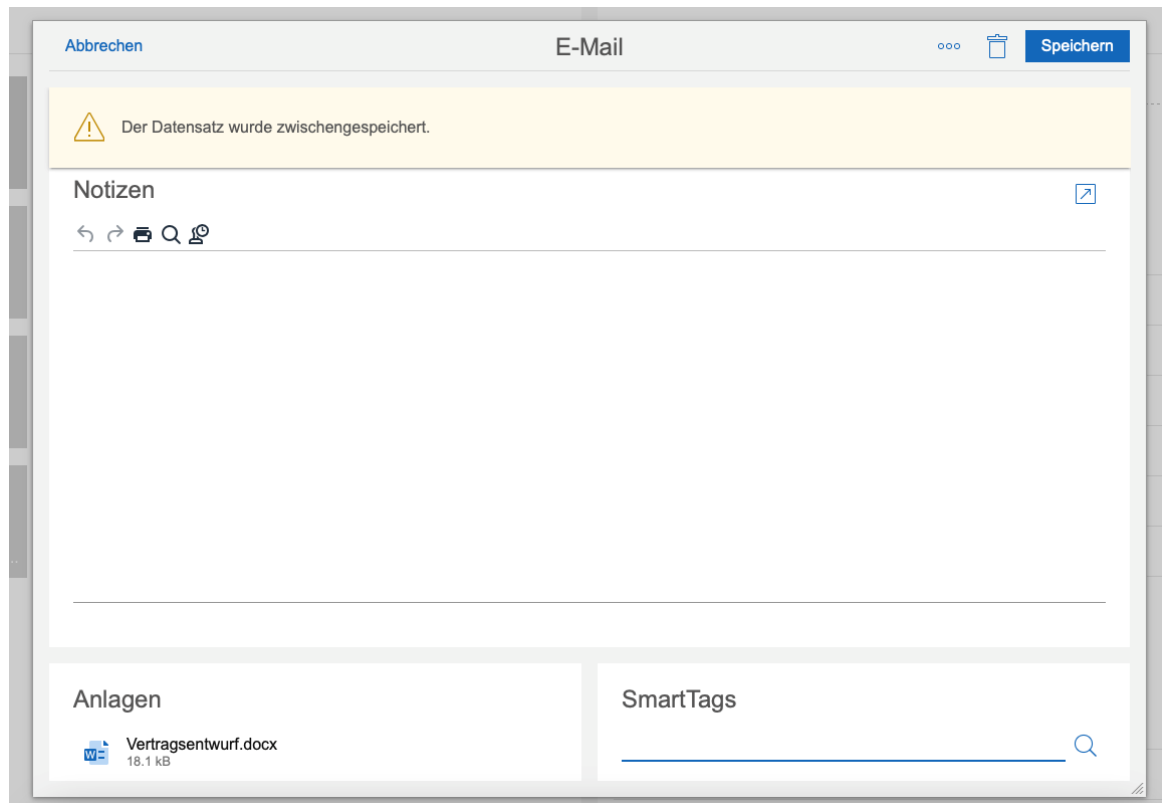 Abbrechen
E-Mail
Speichern
Der Datensatz wurde zwischengespeichert.
Notizen
Anlagen
Vertragsentwurf.docx
18.1 kB
SmartTags